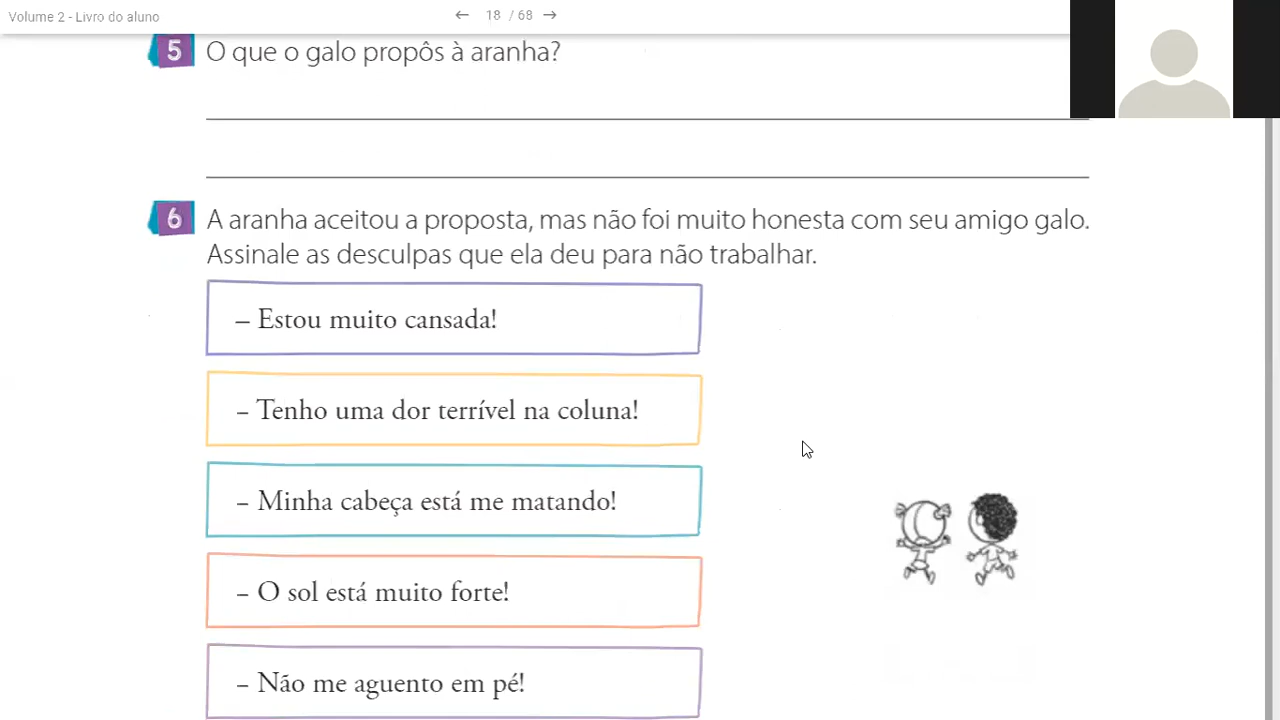 Volume 2 - Livro do aluno
← 18 / 68 →
5 O que o galo propôs à aranha?
6 A aranha aceitou a proposta, mas não foi muito honesta com seu amigo galo.
Assinale as desculpas que ela deu para não trabalhar.
– Estou muito cansada!
– Tenho uma dor terrível na coluna!
– Minha cabeça está me matando!
– O sol está muito forte!
– Não me aguento em pé!